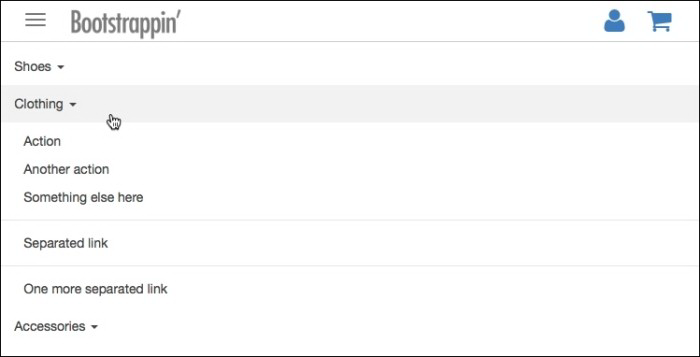 Bootstrappin'
Shoes
Clothing
Action
Another action
Something else here
Separated link
One more separated link
Accessories